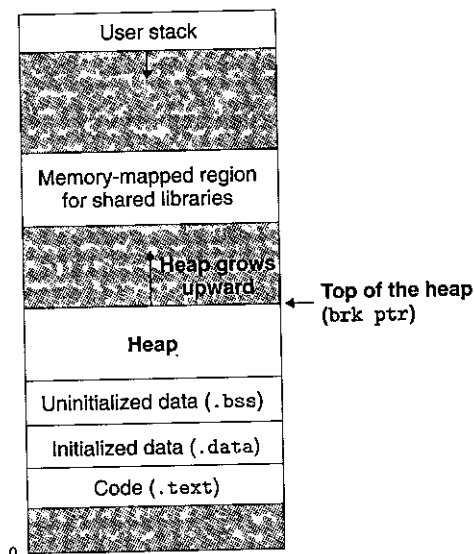 User stack
Memory-mapped region
for shared libraries
Heap grows
upward
Top of the heap
(brk ptr)
Heap
Uninitialized data (.bss)
Initialized data (.data)
Code (.text)
0